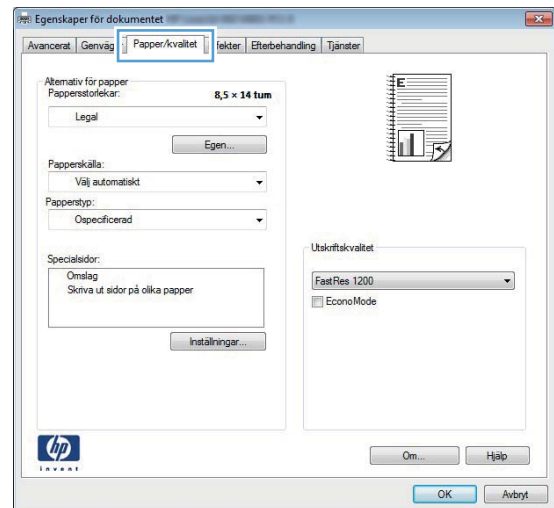 Egenskaper för dokumentet
Avancerat Genväg Papper/kvalitet fekter Efterbehandling Tjänster
Alternativ för papper
Pappersstorlekar: 8,5 × 14 tum
Legal
Egen...
Papperskälla:
Välj automatiskt
Papperstyp:
Ospecificerad
Specialsidor:
Omslag
Skriva ut sidor på olika papper
Inställningar...
E
Utskriftskvalitet
FastRes 1200
EconoMode
hp
invent
Om... Hjälp
OK Avbryt